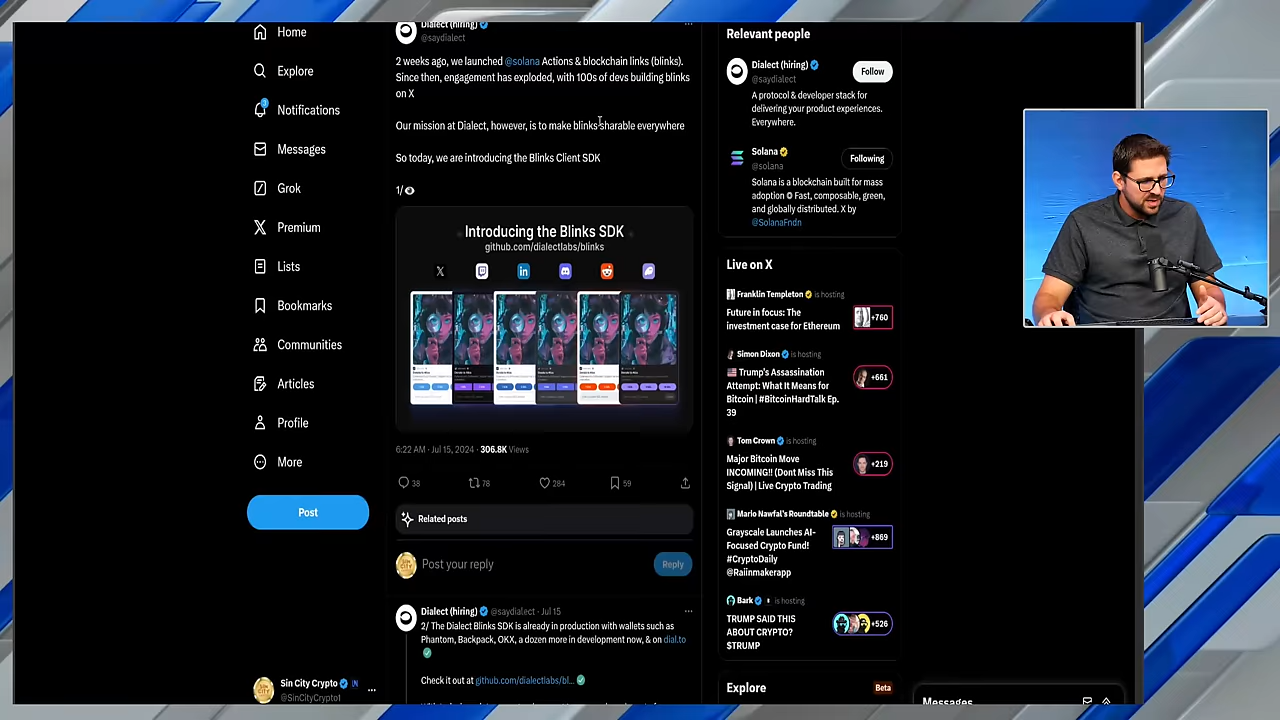 Home
Explore
3
Notifications
Messages
Grok
Premium
Lists
Bookmarks
Communities
Articles
Profile
More
Post
Sin City Crypto
@SinCityCrypto1
Dialect (hiring)
@saydialect
2 weeks ago, we launched @solana Actions & blockchain links (blinks).
Since then, engagement has exploded, with 100s of devs building blinks
on X
Our mission at Dialect, however, is to make blinks sharable everywhere
So today, we are introducing the Blinks Client SDK
1/
Introducing the Blinks SDK
github.com/dialectlabs/blinks
6:22 AM · Jul 15, 2024 · 306.8K Views
38 78 284 59
Related posts
Post your reply
Reply
Dialect (hiring) @saydialect · Jul 15
2/ The Dialect Blinks SDK is already in production with wallets such as
Phantom, Backpack, OKX, a dozen more in development now, & on dial.to
Check it out at github.com/dialectlabs/bl...
Relevant people
Dialect (hiring)
@saydialect
Follow
A protocol & developer stack for
delivering your product experiences.
Everywhere.
Solana
@solana
Following
Solana is a blockchain built for mass
adoption Fast, composable, green,
and globally distributed. X by
@SolanaFndn
Live on X
Franklin Templeton is hosting
Future in focus: The
investment case for Ethereum
+760
Simon Dixon is hosting
Trump's Assassination
Attempt: What It Means for
Bitcoin | #BitcoinHardTalk Ep.
39
+661
Tom Crown is hosting
Major Bitcoin Move
INCOMING!! (Dont Miss This
Signal) | Live Crypto Trading
+219
Mario Nawfal's Roundtable is hosting
Grayscale Launches AI-
Focused Crypto Fund!
#CryptoDaily
@Raiinmakerapp
+869
Bark is hosting
TRUMP SAID THIS
ABOUT CRYPTO?
$TRUMP
+526
Explore
Beta
Messages